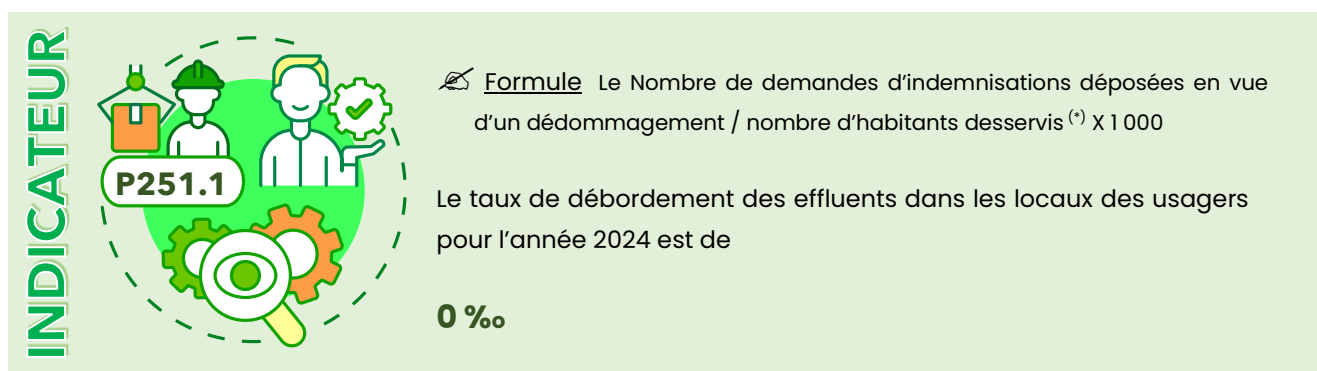 INDICATEUR
P251.1
Formule Le Nombre de demandes d’indemnisations déposées en vue
d’un dédommagement / nombre d’habitants desservis (*) X 1 000
Le taux de débordement des effluents dans les locaux des usagers
pour l’année 2024 est de
0 ‰